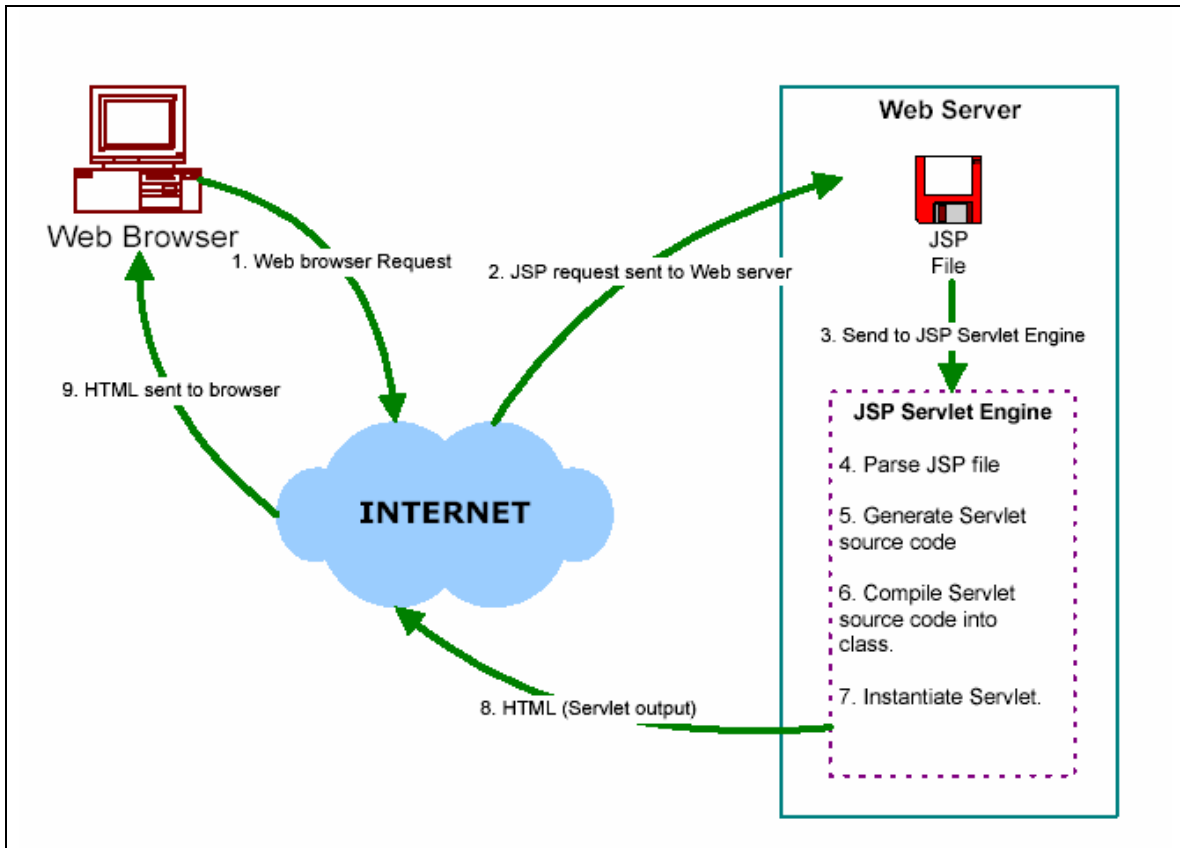 Web Server
JSP
File
Web Browser
1. Web browser Request
2. JSP request sent to Web server
3. Send to JSP Servlet Engine
9. HTML sent to browser
JSP Servlet Engine
4. Parse JSP file
INTERNET
5. Generate Servlet
source code
6. Compile Servlet
source code into
class.
7. Instantiate Servlet.
8. HTML (Servlet output)